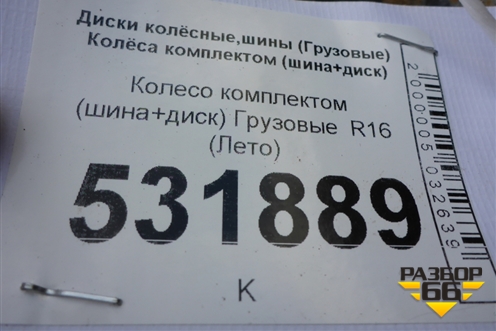 Диски колёсные,шины (Грузовые)
Колёса комплектом (шина+диск)
Колесо комплектом
(шина+диск) Грузовые R16
(Лето)
531889
К
2000005032639
РАЗБОР
66